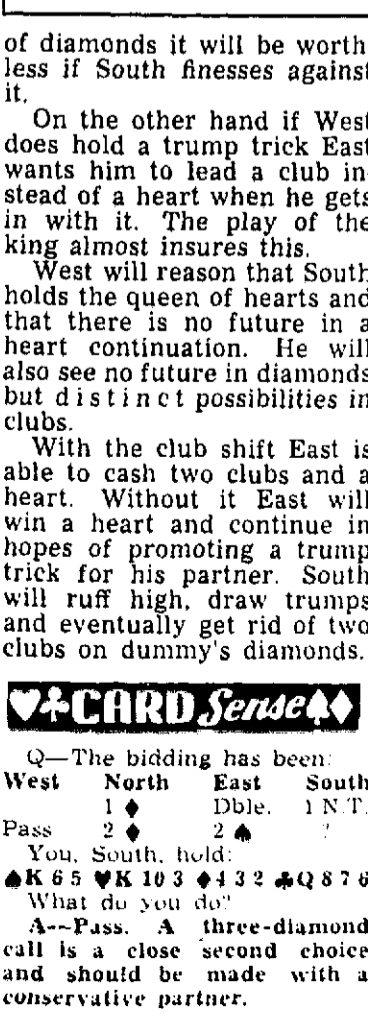 of diamonds it will be worth
less if South finesses against
it.
On the other hand if West
does hold a trump trick East
wants him to lead a club in
stead of a heart when he gets
in with it. The play of the
king almost insures this.
West will reason that South
holds the queen of hearts and
that there is no future in a
heart continuation. He will
also see no future in diamonds
but distinct possibilities in
clubs.
With the club shift East is
able to cash two clubs and a
heart. Without it East will
win a heart and continue in
hopes of promoting a trump
trick for his partner. South
will ruff high, draw trumps
and eventually get rid of two
clubs on dummy's diamonds.
♥♣CARD Sense♠♦
Q—The bidding has been:
West North East South
1 ♦ Dble. 1 N.T.
Pass 2 ♦ 2 ♠ ?
You, South, hold:
♠K 6 5 ♥K 10 3 ♦4 3 2 ♣Q 8 7 6
What do you do?
A--Pass. A three-diamond
call is a close second choice
and should be made with a
conservative partner.